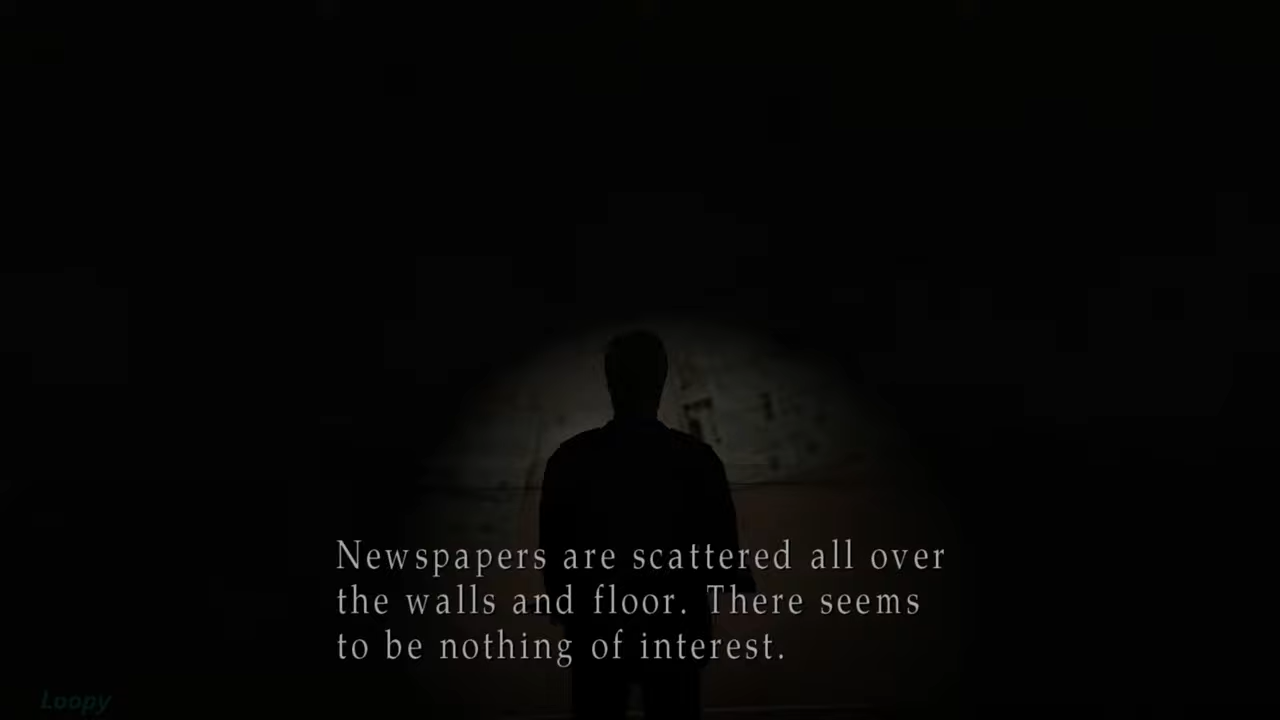 Newspapers are scattered all over
the walls and floor. There seems
to be nothing of interest.
Loopy